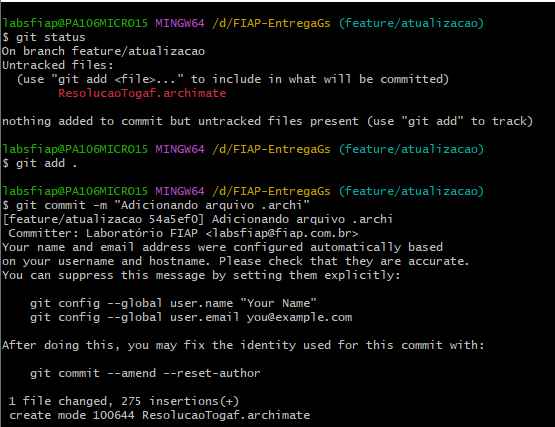 labsfiap@PA106MICRO15 MINGW64 /d/FIAP-EntregaGs (feature/atualizacao)
$ git status
On branch feature/atualizacao
Untracked files:
  (use "git add <file>..." to include in what will be committed)
        ResolucaoTogaf.archimate

nothing added to commit but untracked files present (use "git add" to track)

labsfiap@PA106MICRO15 MINGW64 /d/FIAP-EntregaGs (feature/atualizacao)
$ git add .

labsfiap@PA106MICRO15 MINGW64 /d/FIAP-EntregaGs (feature/atualizacao)
$ git commit -m "Adicionando arquivo .archi"
[feature/atualizacao 54a5ef0] Adicionando arquivo .archi
 Committer: Laboratório FIAP <labsfiap@fiap.com.br>
Your name and email address were configured automatically based
on your username and hostname. Please check that they are accurate.
You can suppress this message by setting them explicitly:

    git config --global user.name "Your Name"
    git config --global user.email you@example.com

After doing this, you may fix the identity used for this commit with:

    git commit --amend --reset-author

 1 file changed, 275 insertions(+)
 create mode 100644 ResolucaoTogaf.archimate